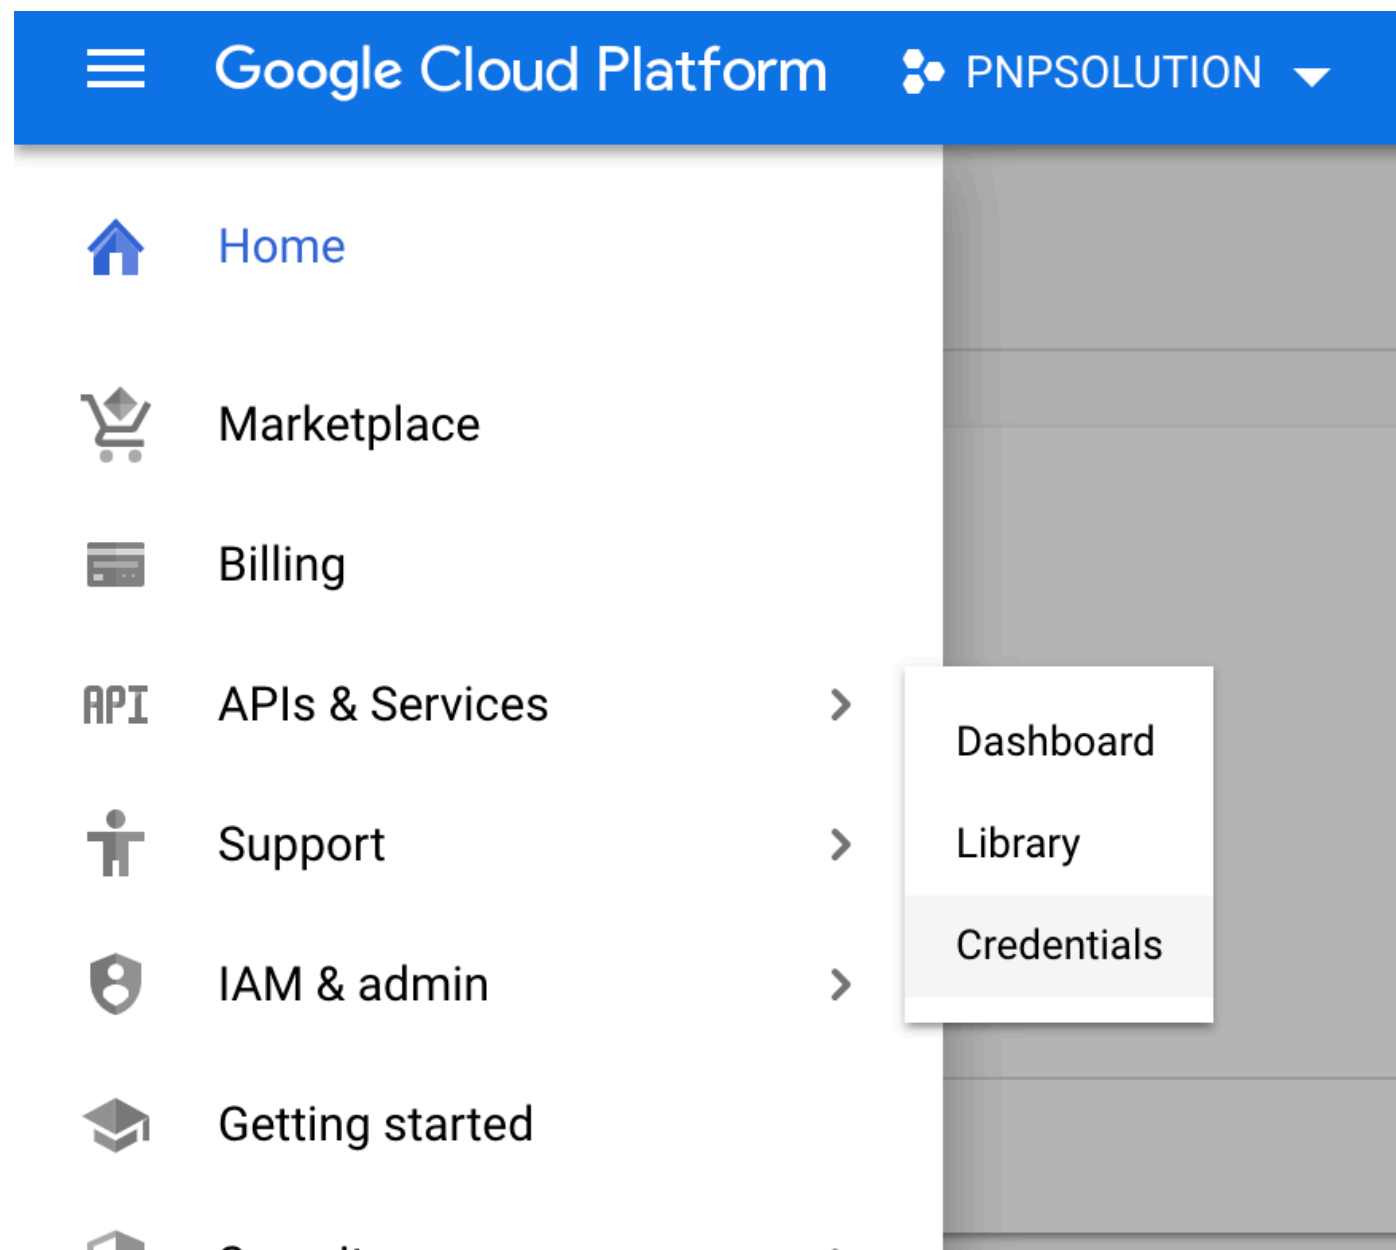 Google Cloud Platform PNPSOLUTION
Home
Marketplace
Billing
API APIs & Services
Dashboard
Support
Library
Credentials
IAM & admin
Getting started